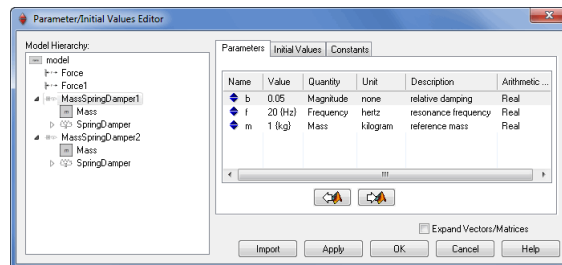 Parameter/Initial Values Editor
Model Hierarchy:
model
Force
Force1
MassSpringDamper1
Mass
SpringDamper
MassSpringDamper2
Mass
SpringDamper
Parameters Initial Values Constants
Name Value Quantity Unit Description Arithmetic ...
b 0.05 Magnitude none relative damping Real
f 20 {Hz} Frequency hertz resonance frequency Real
m 1 {kg} Mass kilogram reference mass Real
Expand Vectors/Matrices
Import Apply OK Cancel Help